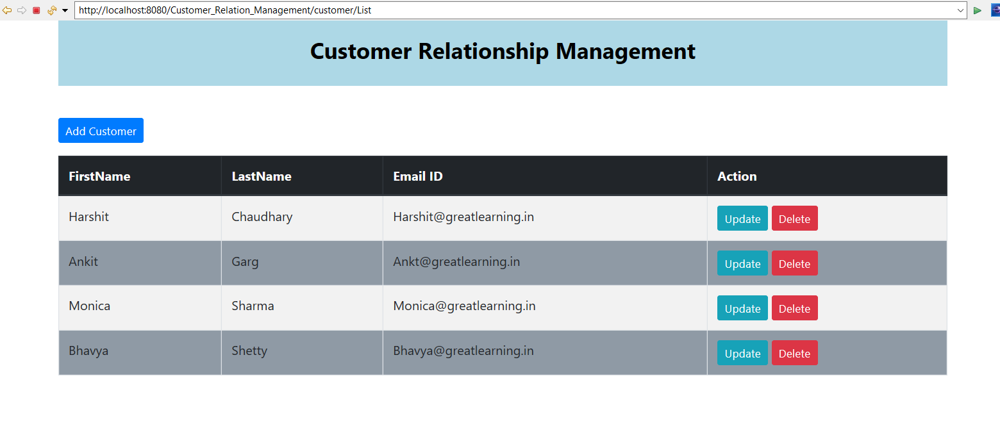 http://localhost:8080/Customer_Relation_Management/customer/List
Customer Relationship Management
Add Customer
FirstName LastName Email ID Action
Harshit Chaudhary Harshit@greatlearning.in Update Delete
Ankit Garg Ankt@greatlearning.in Update Delete
Monica Sharma Monica@greatlearning.in Update Delete
Bhavya Shetty Bhavya@greatlearning.in Update Delete